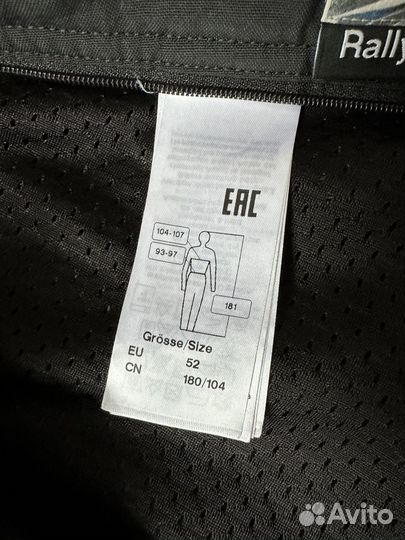 Rally
EAC
104-107
93-97
181
Grösse/Size
EU 52
CN 180/104
Avito